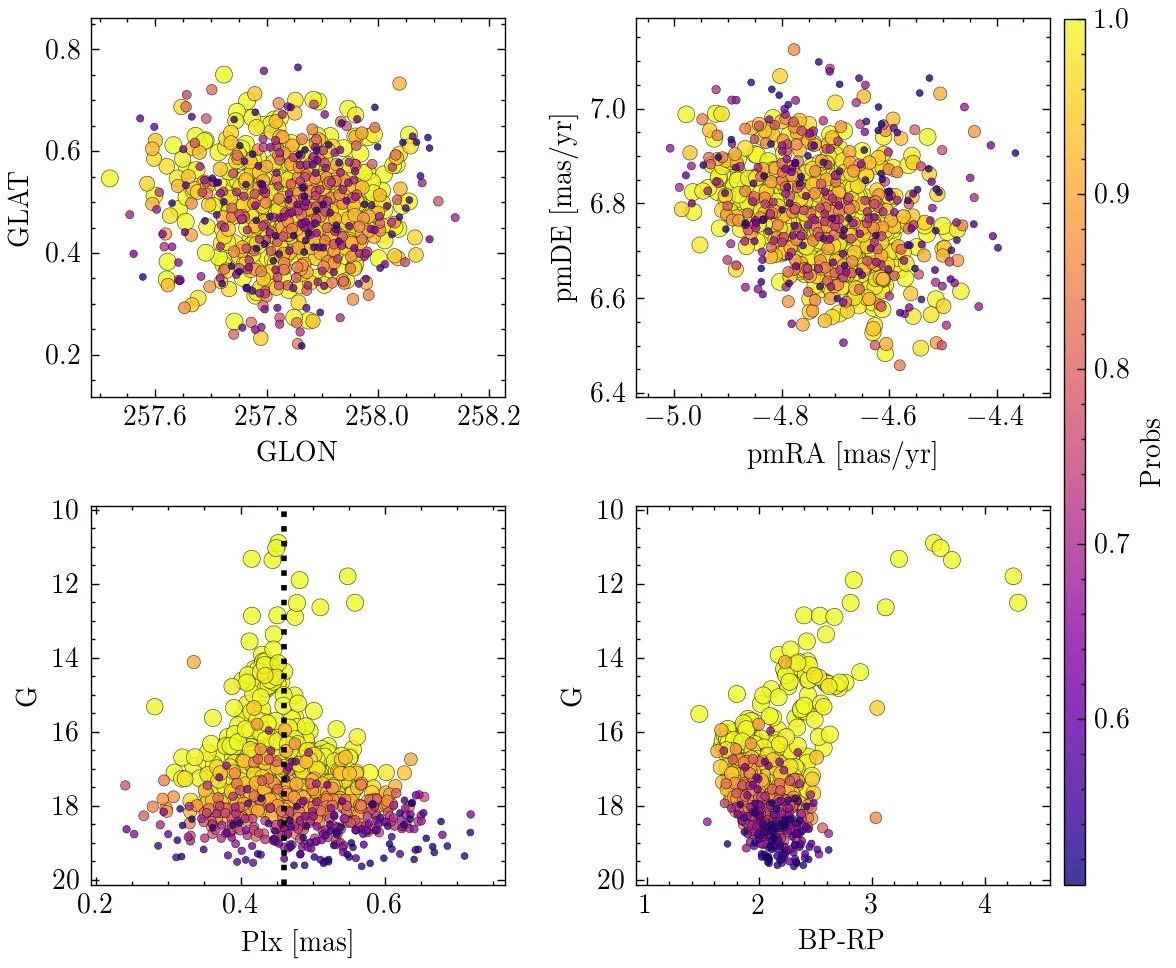 0.8
0.6
0.4
0.2
GLAT
257.6 257.8 258.0 258.2
GLON
7.0
6.8
6.6
6.4
pmDE [mas/yr]
−5.0 −4.8 −4.6 −4.4
pmRA [mas/yr]
1.0
0.9
0.8
0.7
0.6
Probs
10
12
14
16
18
20
G
0.2 0.4 0.6
Plx [mas]
10
12
14
16
18
20
G
1 2 3 4
BP-RP